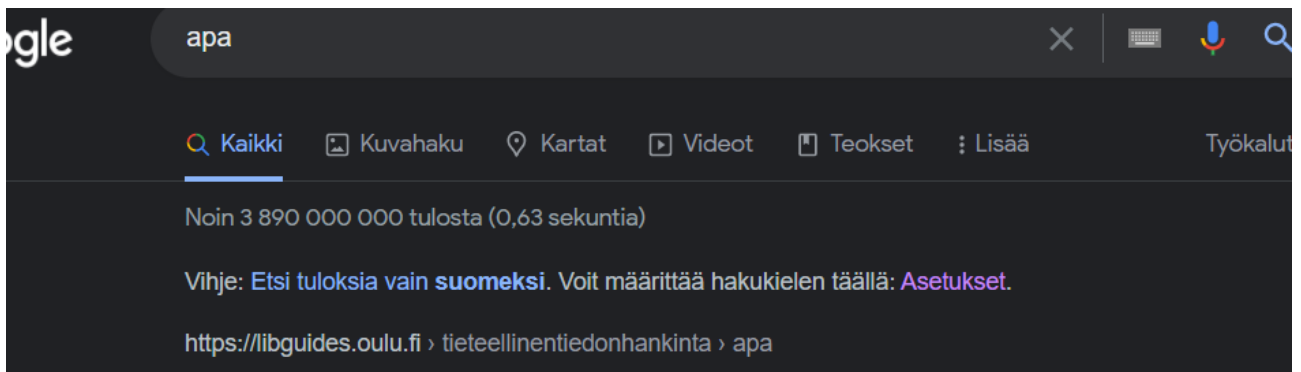 ogle
apa
Kaikki Kuvahaku Kartat Videot Teokset Lisää Työkalut
Noin 3 890 000 000 tulosta (0,63 sekuntia)
Vihje: Etsi tuloksia vain suomeksi. Voit määrittää hakukielen täällä: Asetukset.
https://libguides.oulu.fi › tieteellinentiedonhankinta › apa